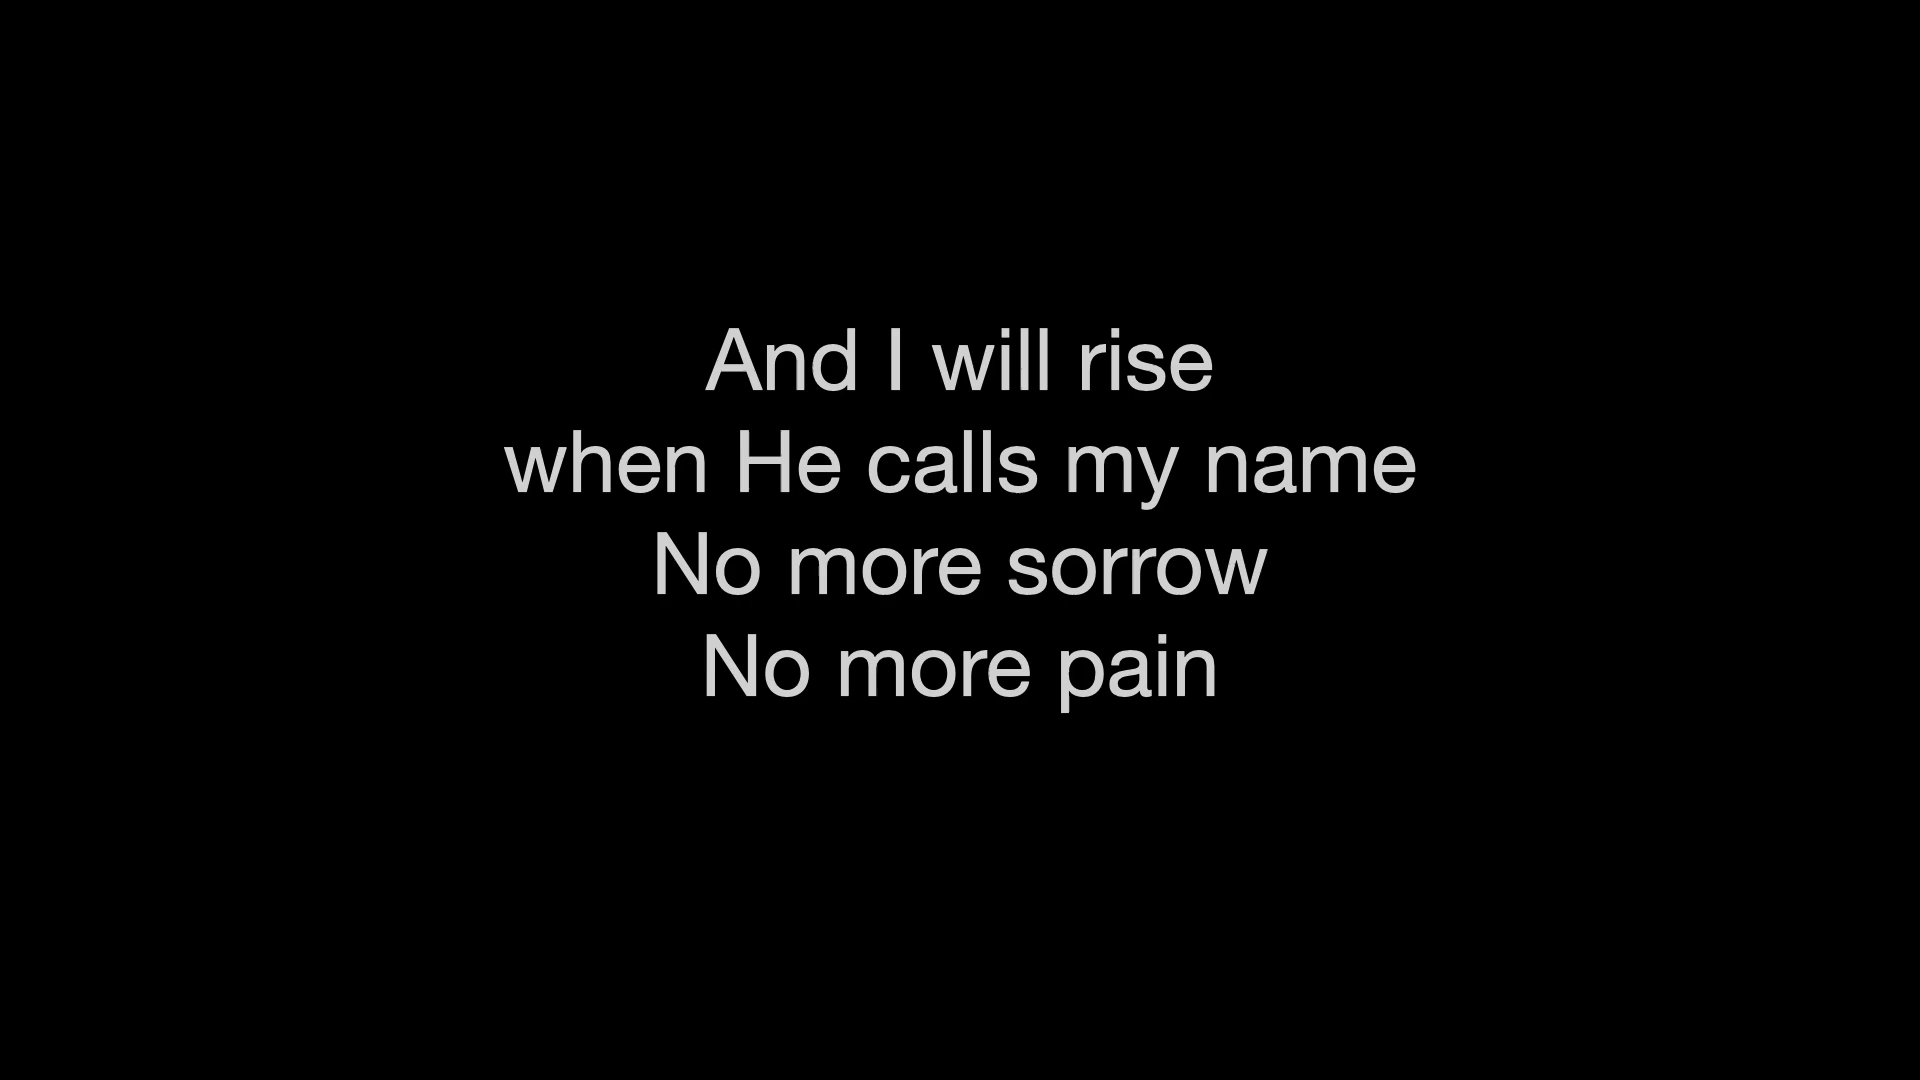 And I will rise
when He calls my name
No more sorrow
No more pain